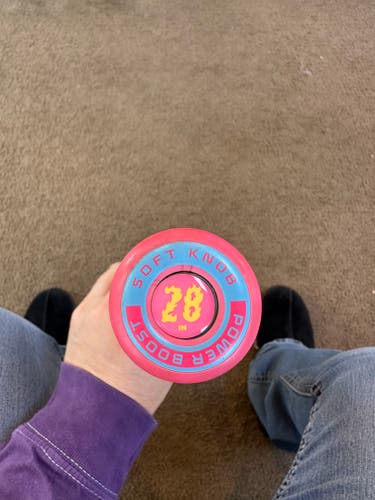 SOFT KNOB
28
IN
POWER BOOST